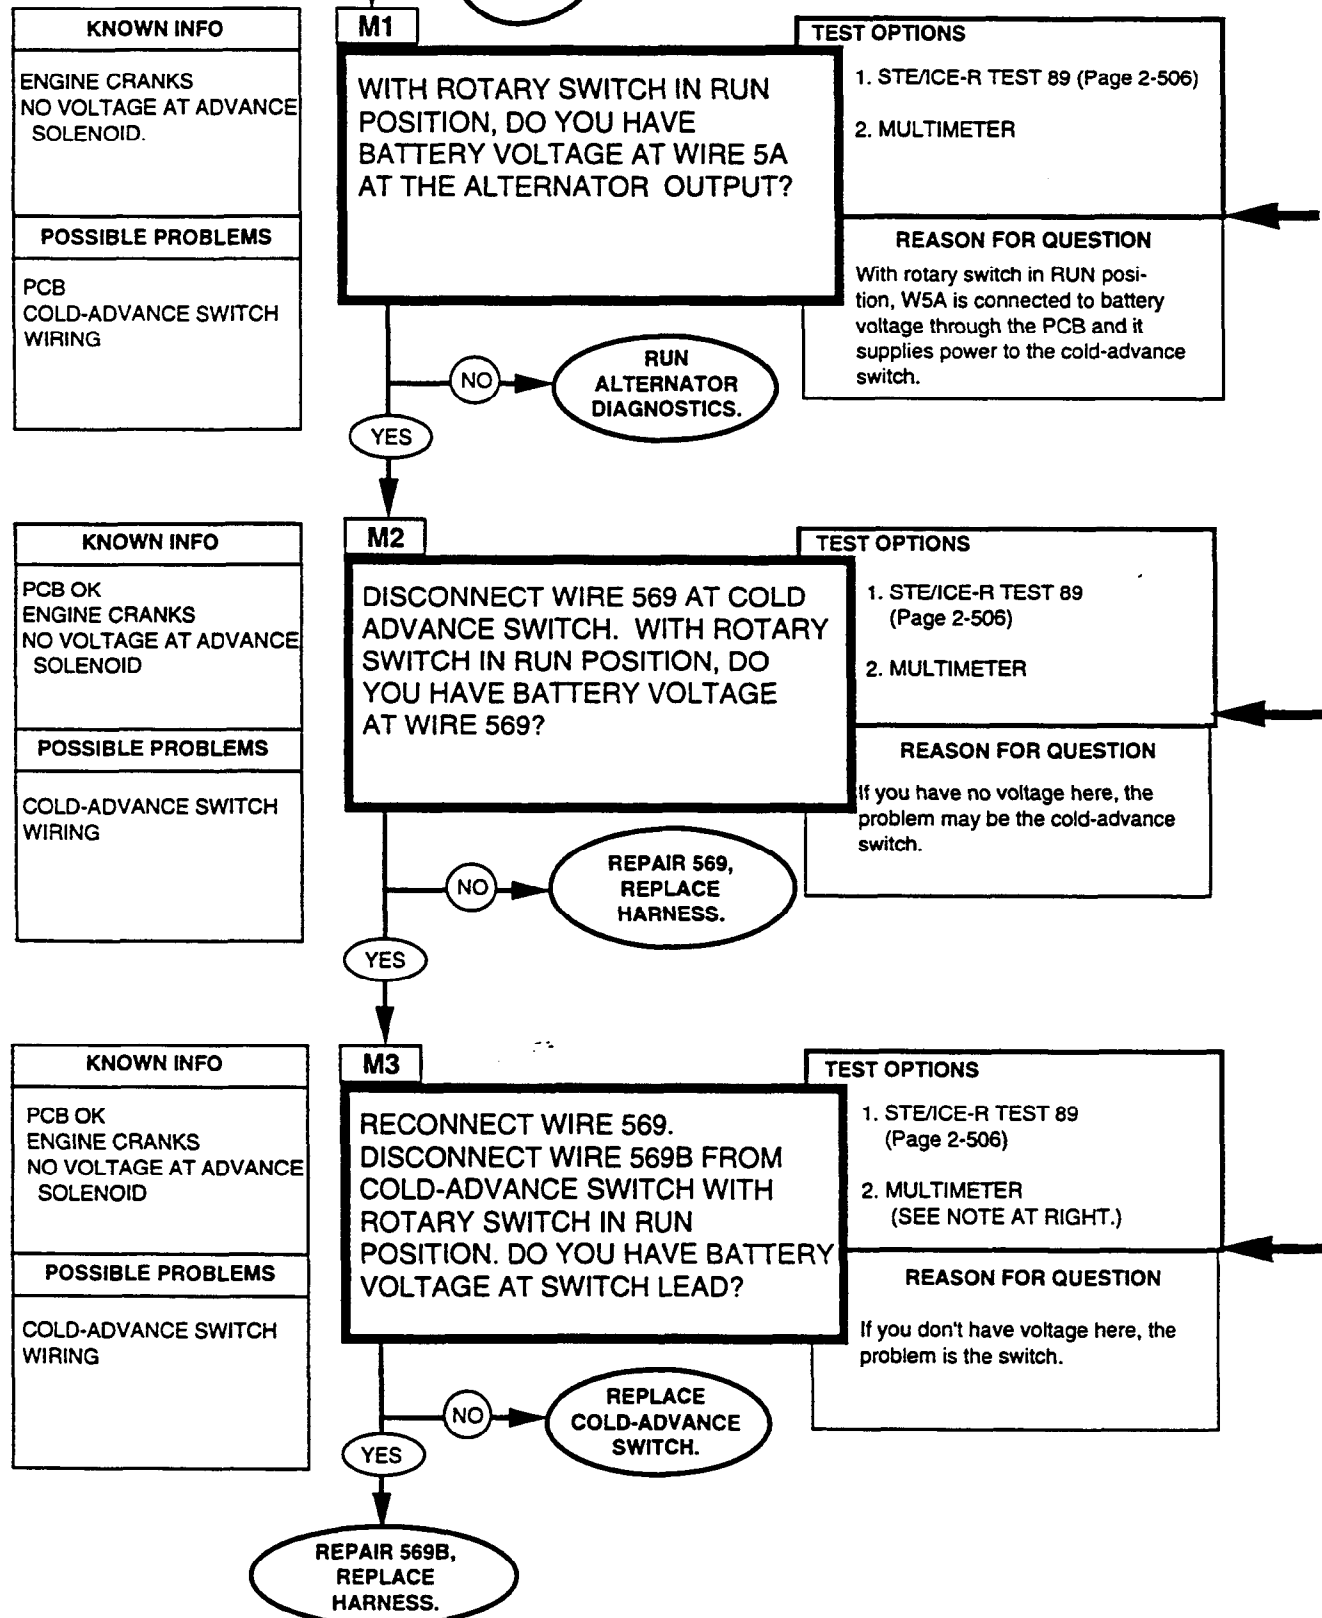 KNOWN INFO
ENGINE CRANKS
NO VOLTAGE AT ADVANCE
SOLENOID.
POSSIBLE PROBLEMS
PCB
COLD-ADVANCE SWITCH
WIRING
M1
WITH ROTARY SWITCH IN RUN
POSITION, DO YOU HAVE
BATTERY VOLTAGE AT WIRE 5A
AT THE ALTERNATOR OUTPUT?
TEST OPTIONS
1. STE/ICE-R TEST 89 (Page 2-506)
2. MULTIMETER
REASON FOR QUESTION
With rotary switch in RUN posi-
tion, W5A is connected to battery
voltage through the PCB and it
supplies power to the cold-advance
switch.
NO
RUN
ALTERNATOR
DIAGNOSTICS.
YES
KNOWN INFO
PCB OK
ENGINE CRANKS
NO VOLTAGE AT ADVANCE
SOLENOID
POSSIBLE PROBLEMS
COLD-ADVANCE SWITCH
WIRING
M2
DISCONNECT WIRE 569 AT COLD
ADVANCE SWITCH. WITH ROTARY
SWITCH IN RUN POSITION, DO
YOU HAVE BATTERY VOLTAGE
AT WIRE 569?
TEST OPTIONS
1. STE/ICE-R TEST 89
(Page 2-506)
2. MULTIMETER
REASON FOR QUESTION
If you have no voltage here, the
problem may be the cold-advance
switch.
NO
REPAIR 569,
REPLACE
HARNESS.
YES
KNOWN INFO
PCB OK
ENGINE CRANKS
NO VOLTAGE AT ADVANCE
SOLENOID
POSSIBLE PROBLEMS
COLD-ADVANCE SWITCH
WIRING
M3
RECONNECT WIRE 569.
DISCONNECT WIRE 569B FROM
COLD-ADVANCE SWITCH WITH
ROTARY SWITCH IN RUN
POSITION. DO YOU HAVE BATTERY
VOLTAGE AT SWITCH LEAD?
TEST OPTIONS
1. STE/ICE-R TEST 89
(Page 2-506)
2. MULTIMETER
(SEE NOTE AT RIGHT.)
REASON FOR QUESTION
If you don't have voltage here, the
problem is the switch.
NO
REPLACE
COLD-ADVANCE
SWITCH.
YES
REPAIR 569B,
REPLACE
HARNESS.